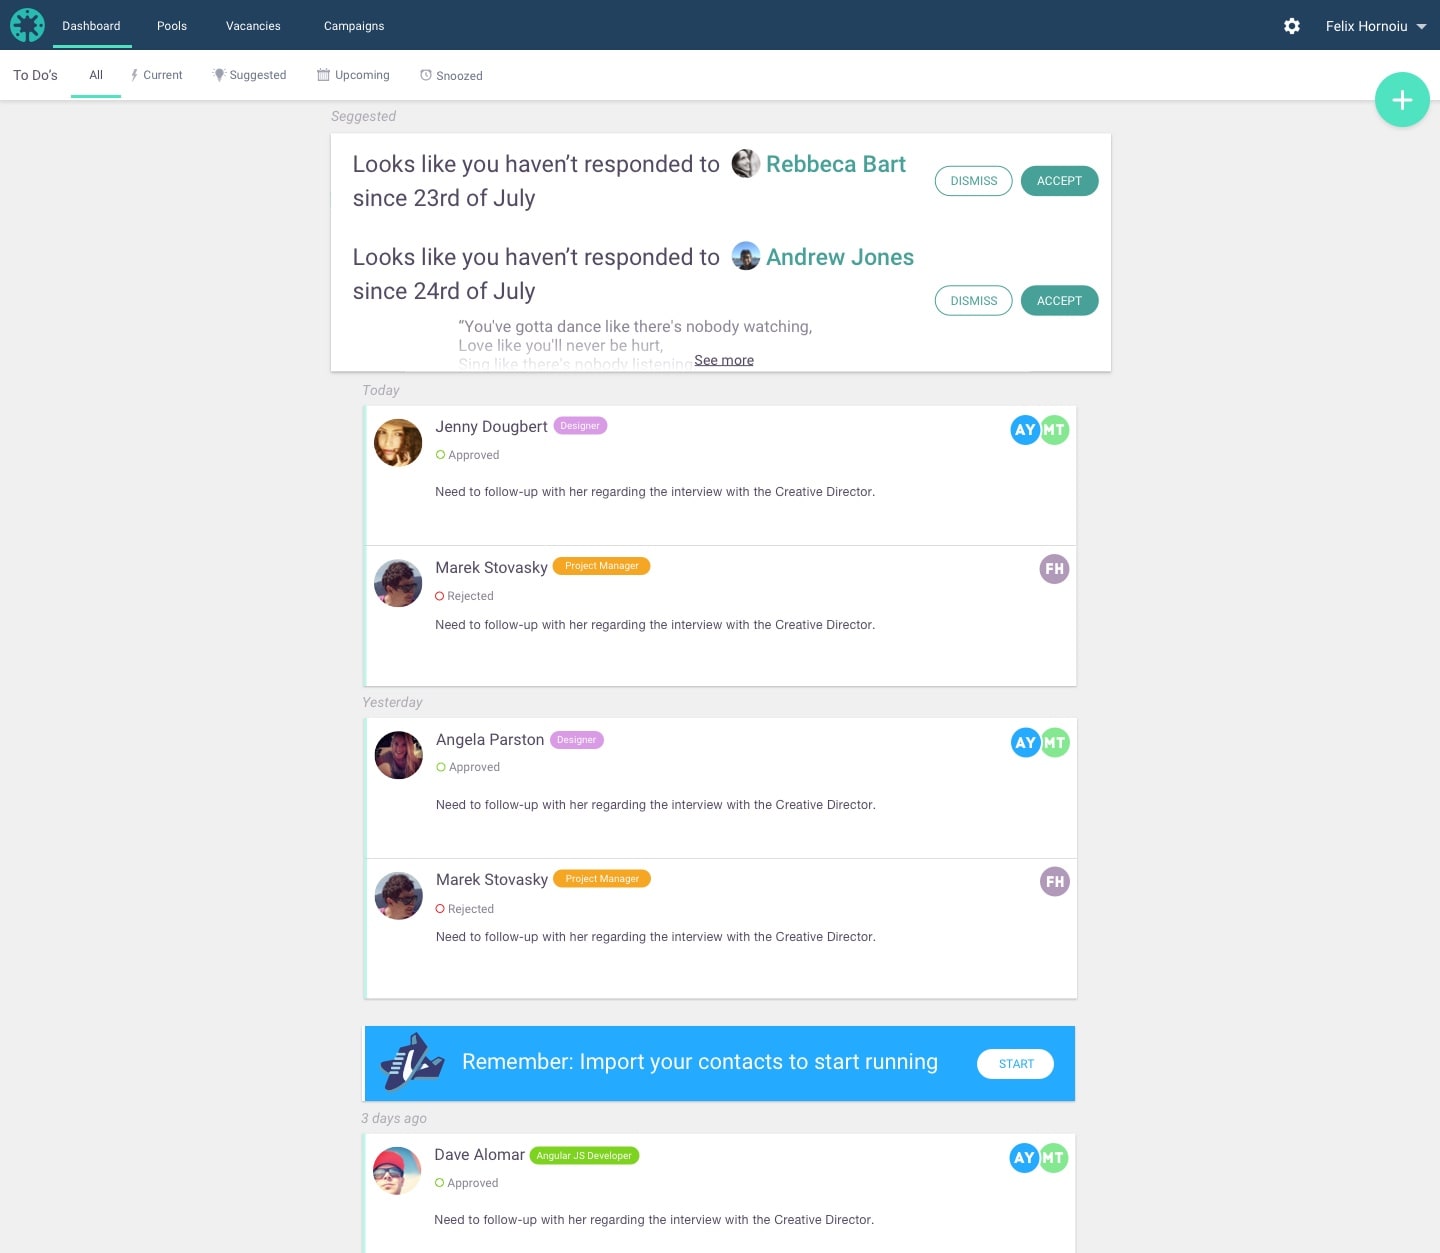 Dashboard Pools Vacancies Campaigns Felix Hornoiu
To Do's All Current Suggested Upcoming Snoozed
Seggested
Looks like you haven't responded to Rebbeca Bart
since 23rd of July
DISMISS ACCEPT
Looks like you haven't responded to Andrew Jones
since 24rd of July
DISMISS ACCEPT
"You've gotta dance like there's nobody watching,
Love like you'll never be hurt,
Sing like there's nobody listening See more
Today
Jenny Dougbert Designer AY MT
Approved
Need to follow-up with her regarding the interview with the Creative Director.
Marek Stovasky Project Manager FH
Rejected
Need to follow-up with her regarding the interview with the Creative Director.
Yesterday
Angela Parston Designer AY MT
Approved
Need to follow-up with her regarding the interview with the Creative Director.
Marek Stovasky Project Manager FH
Rejected
Need to follow-up with her regarding the interview with the Creative Director.
Remember: Import your contacts to start running START
3 days ago
Dave Alomar Angular JS Developer AY MT
Approved
Need to follow-up with her regarding the interview with the Creative Director.